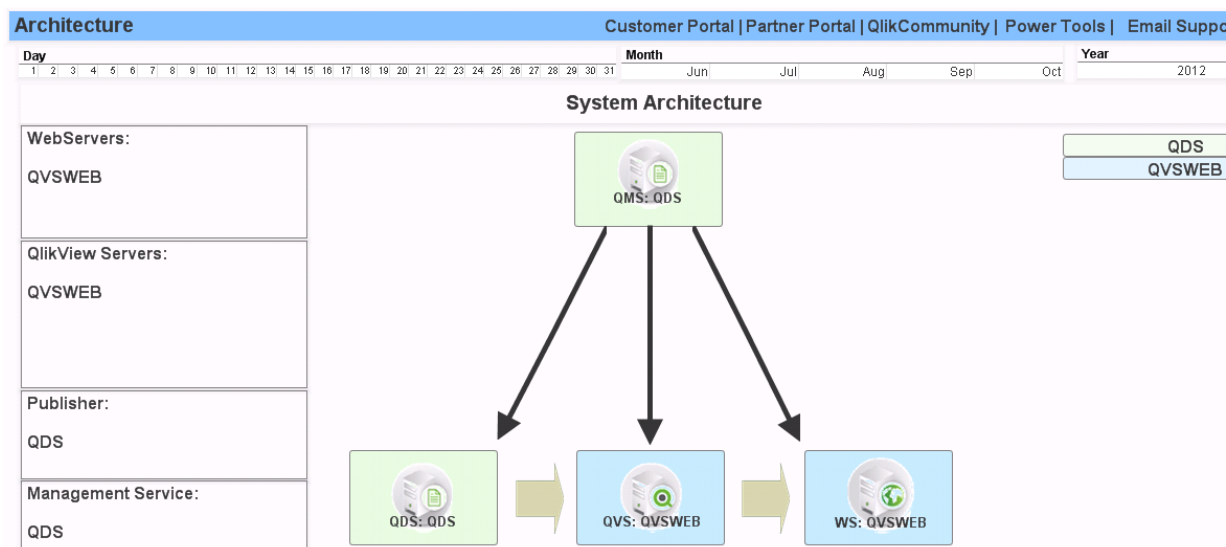 Architecture
Customer Portal | Partner Portal | QlikCommunity | Power Tools | Email Suppo
Day
1 2 3 4 5 6 7 8 9 10 11 12 13 14 15 16 17 18 19 20 21 22 23 24 25 26 27 28 29 30 31
Month
Jun Jul Aug Sep Oct
Year
2012
System Architecture
WebServers:
QVSWEB
QlikView Servers:
QVSWEB
Publisher:
QDS
Management Service:
QDS
QMS: QDS
QDS
QVSWEB
QDS: QDS
QVS: QVSWEB
WS: QVSWEB